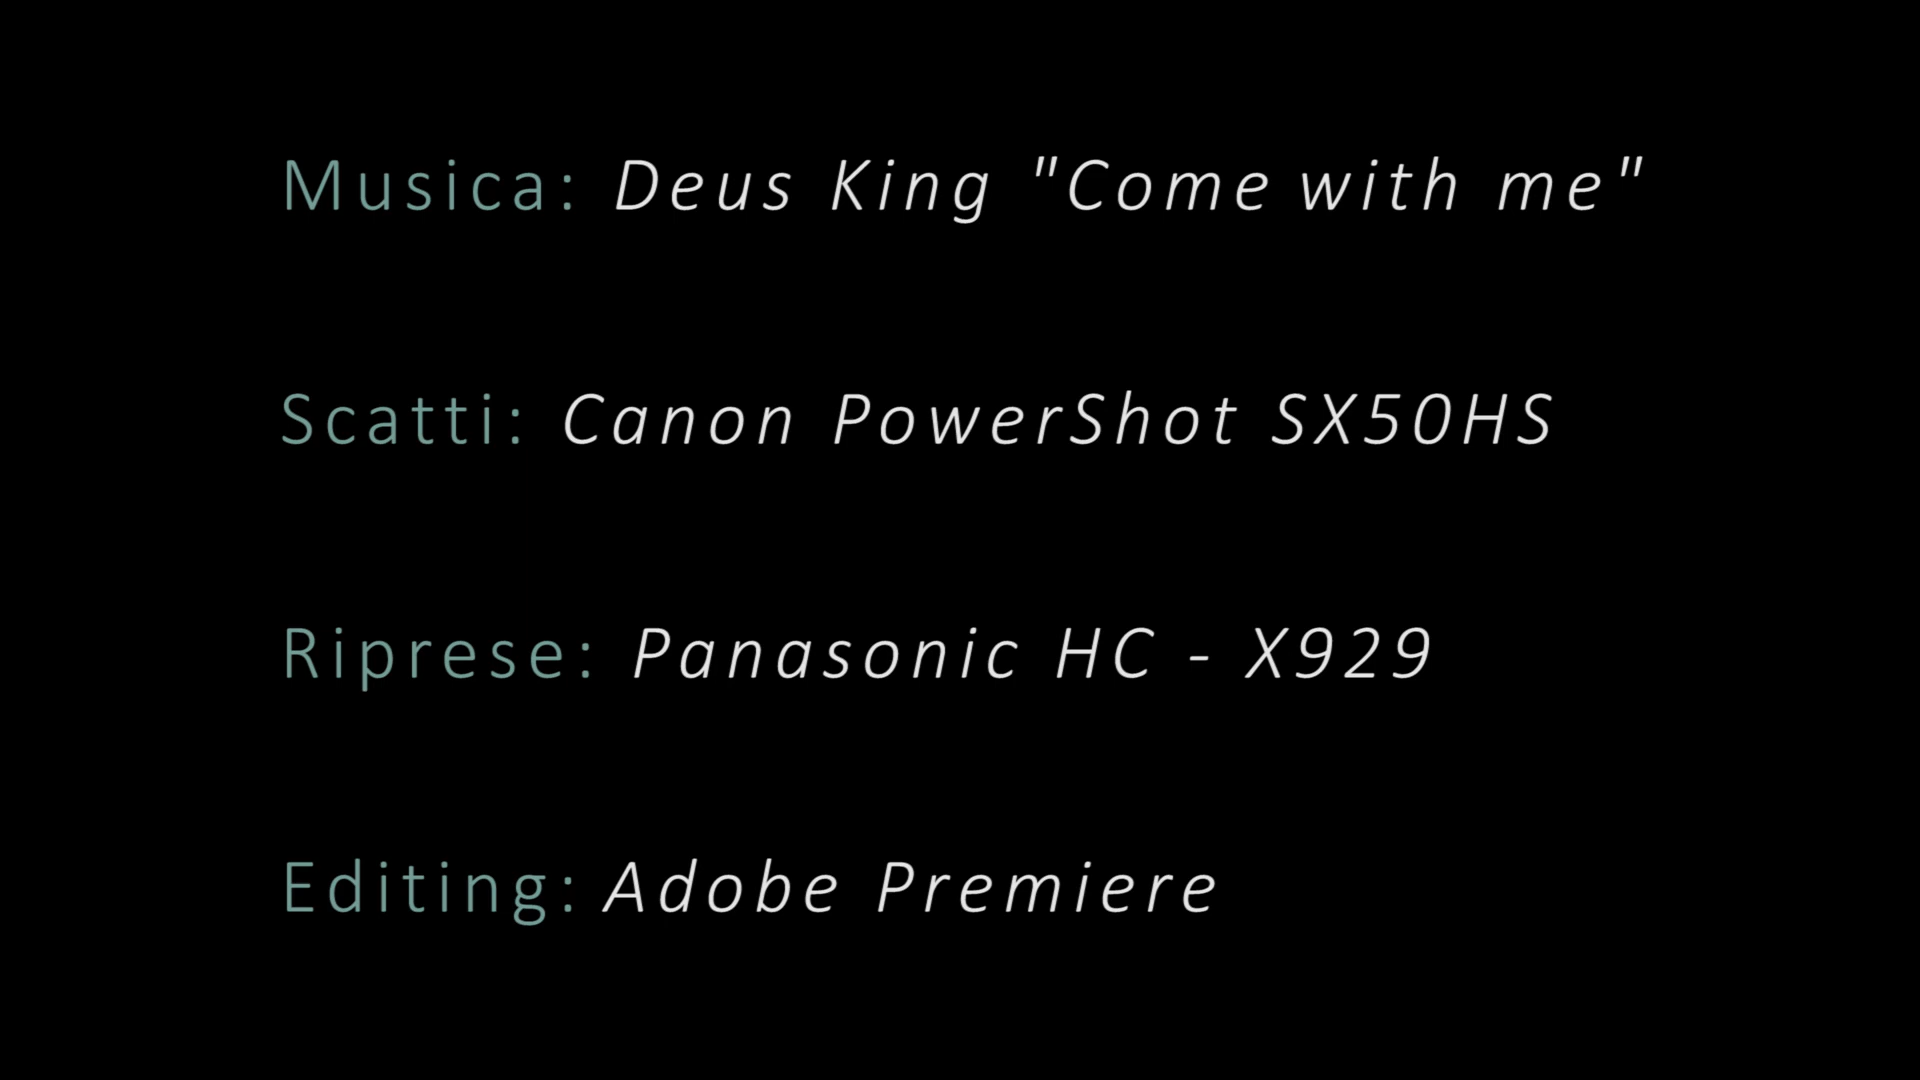 Musica: Deus King "Come with me"
Scatti: Canon PowerShot SX50HS
Riprese: Panasonic HC - X929
Editing: Adobe Premiere